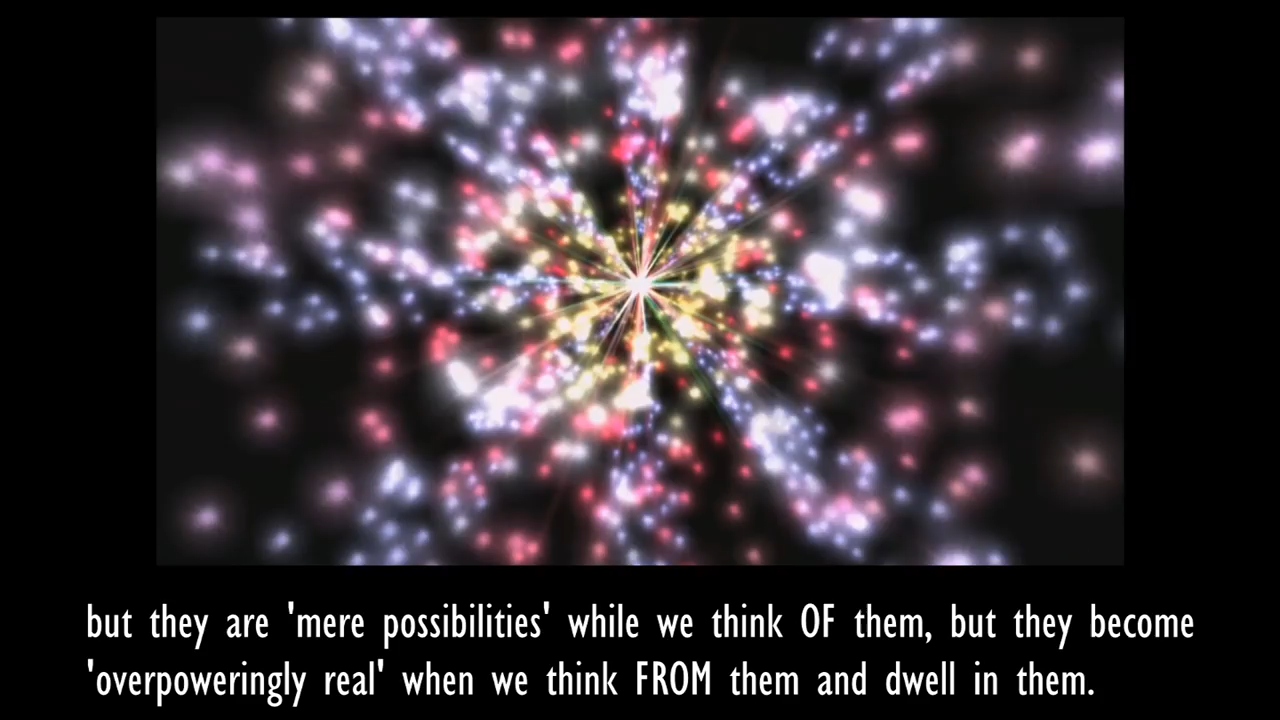 but they are 'mere possibilities' while we think OF them, but they become
'overpoweringly real' when we think FROM them and dwell in them.